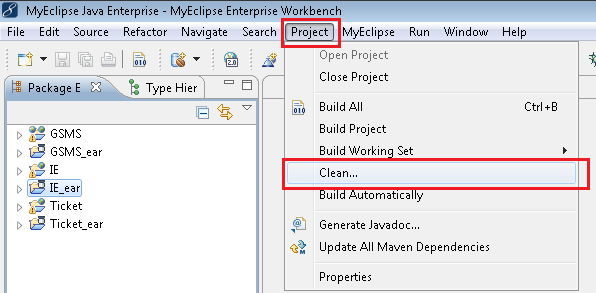 MyEclipse Java Enterprise - MyEclipse Enterprise Workbench
File Edit Source Refactor Navigate Search Project MyEclipse Run Window Help
Package E Type Hier
GSMS
GSMS_ear
IE
IE_ear
Ticket
Ticket_ear
Open Project
Close Project
Build All Ctrl+B
Build Project
Build Working Set
Clean...
Build Automatically
Generate Javadoc...
Update All Maven Dependencies
Properties